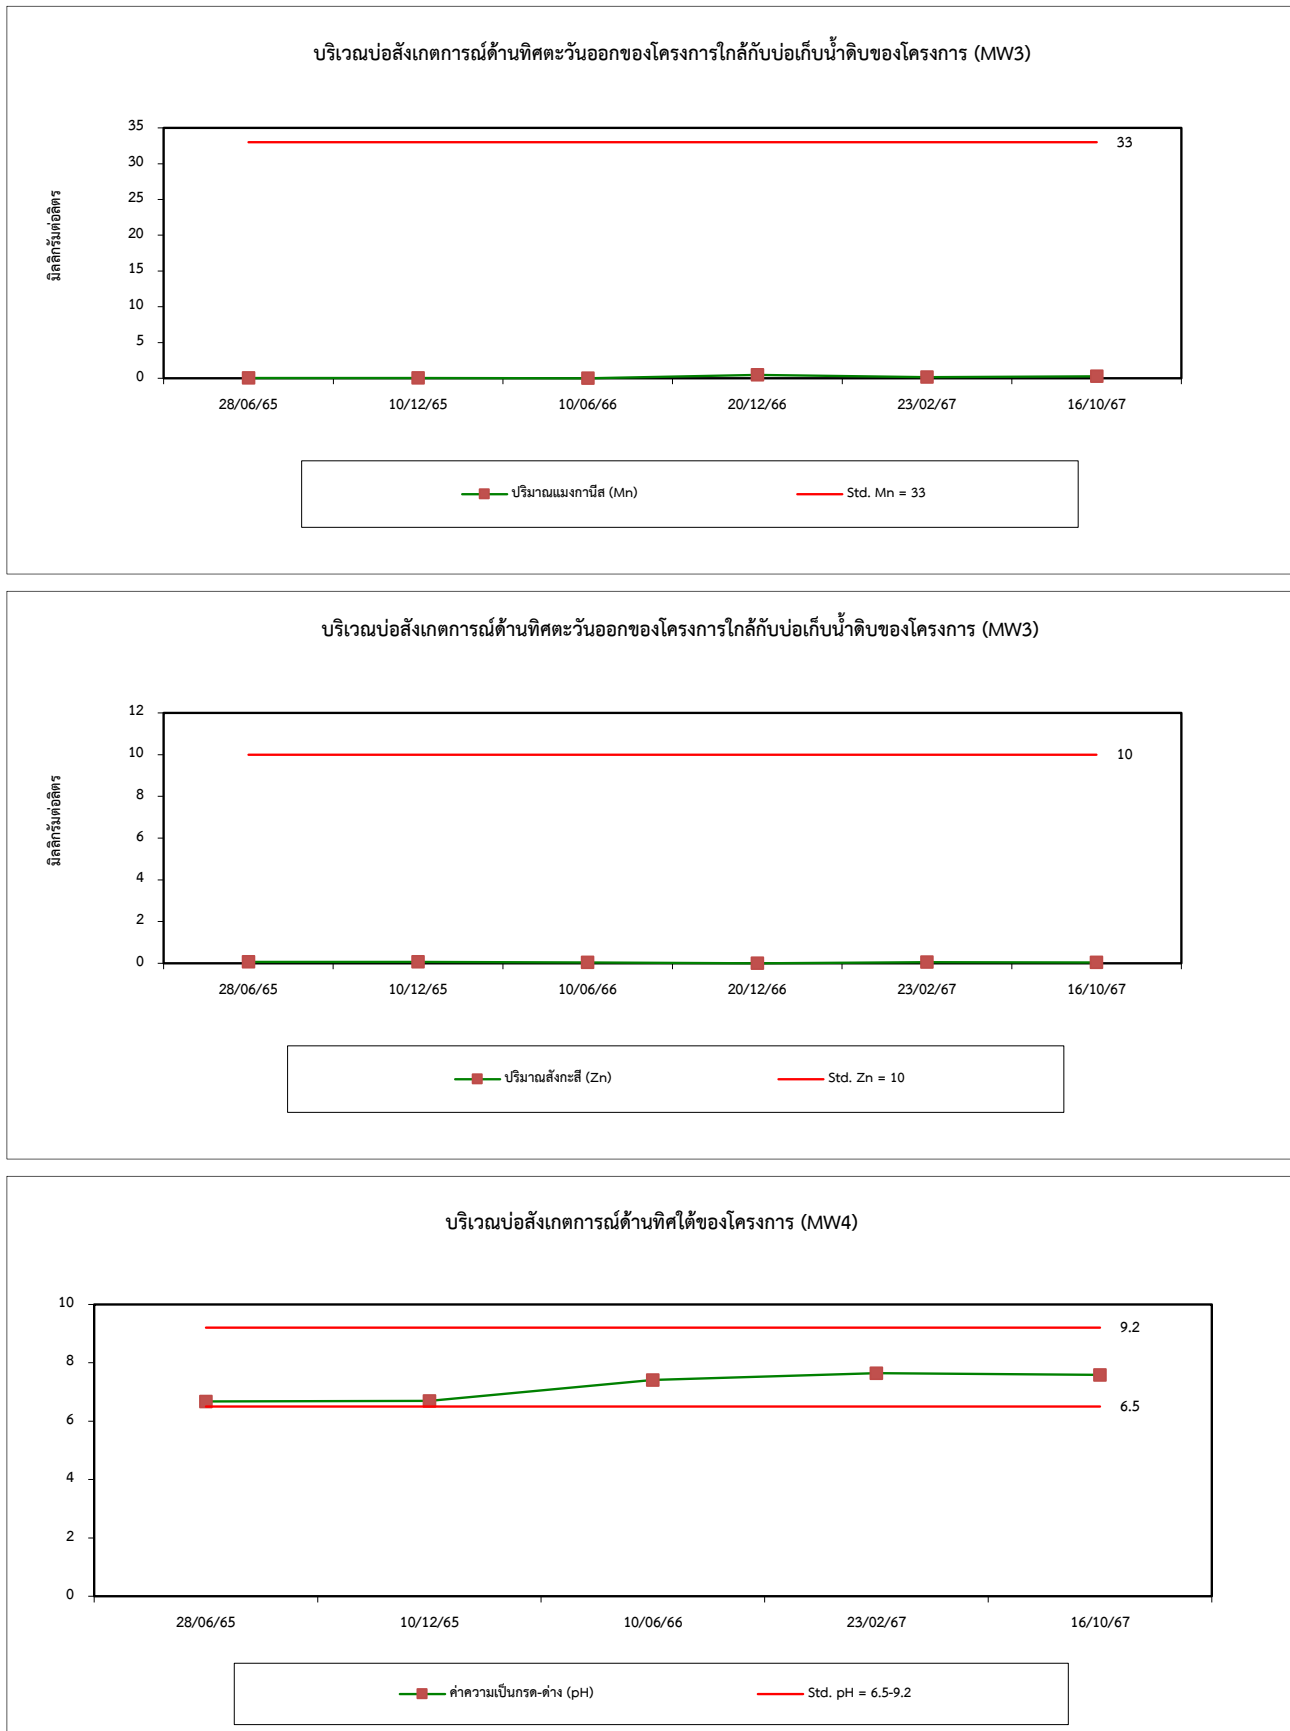 บริเวณบ่อสังเกตการณ์ด้านทิศตะวันออกของโครงการใกล้กับบ่อเก็บน้ำดิบของโครงการ (MW3)
มิลลิกรัมต่อลิตร
35
30
25
20
15
10
5
0
33
28/06/65 10/12/65 10/06/66 20/12/66 23/02/67 16/10/67
ปริมาณแมงกานีส (Mn) Std. Mn = 33
บริเวณบ่อสังเกตการณ์ด้านทิศตะวันออกของโครงการใกล้กับบ่อเก็บน้ำดิบของโครงการ (MW3)
มิลลิกรัมต่อลิตร
12
10
8
6
4
2
0
10
28/06/65 10/12/65 10/06/66 20/12/66 23/02/67 16/10/67
ปริมาณสังกะสี (Zn) Std. Zn = 10
บริเวณบ่อสังเกตการณ์ด้านทิศใต้ของโครงการ (MW4)
10
8
6
4
2
0
9.2
6.5
28/06/65 10/12/65 10/06/66 23/02/67 16/10/67
ค่าความเป็นกรด-ด่าง (pH) Std. pH = 6.5-9.2